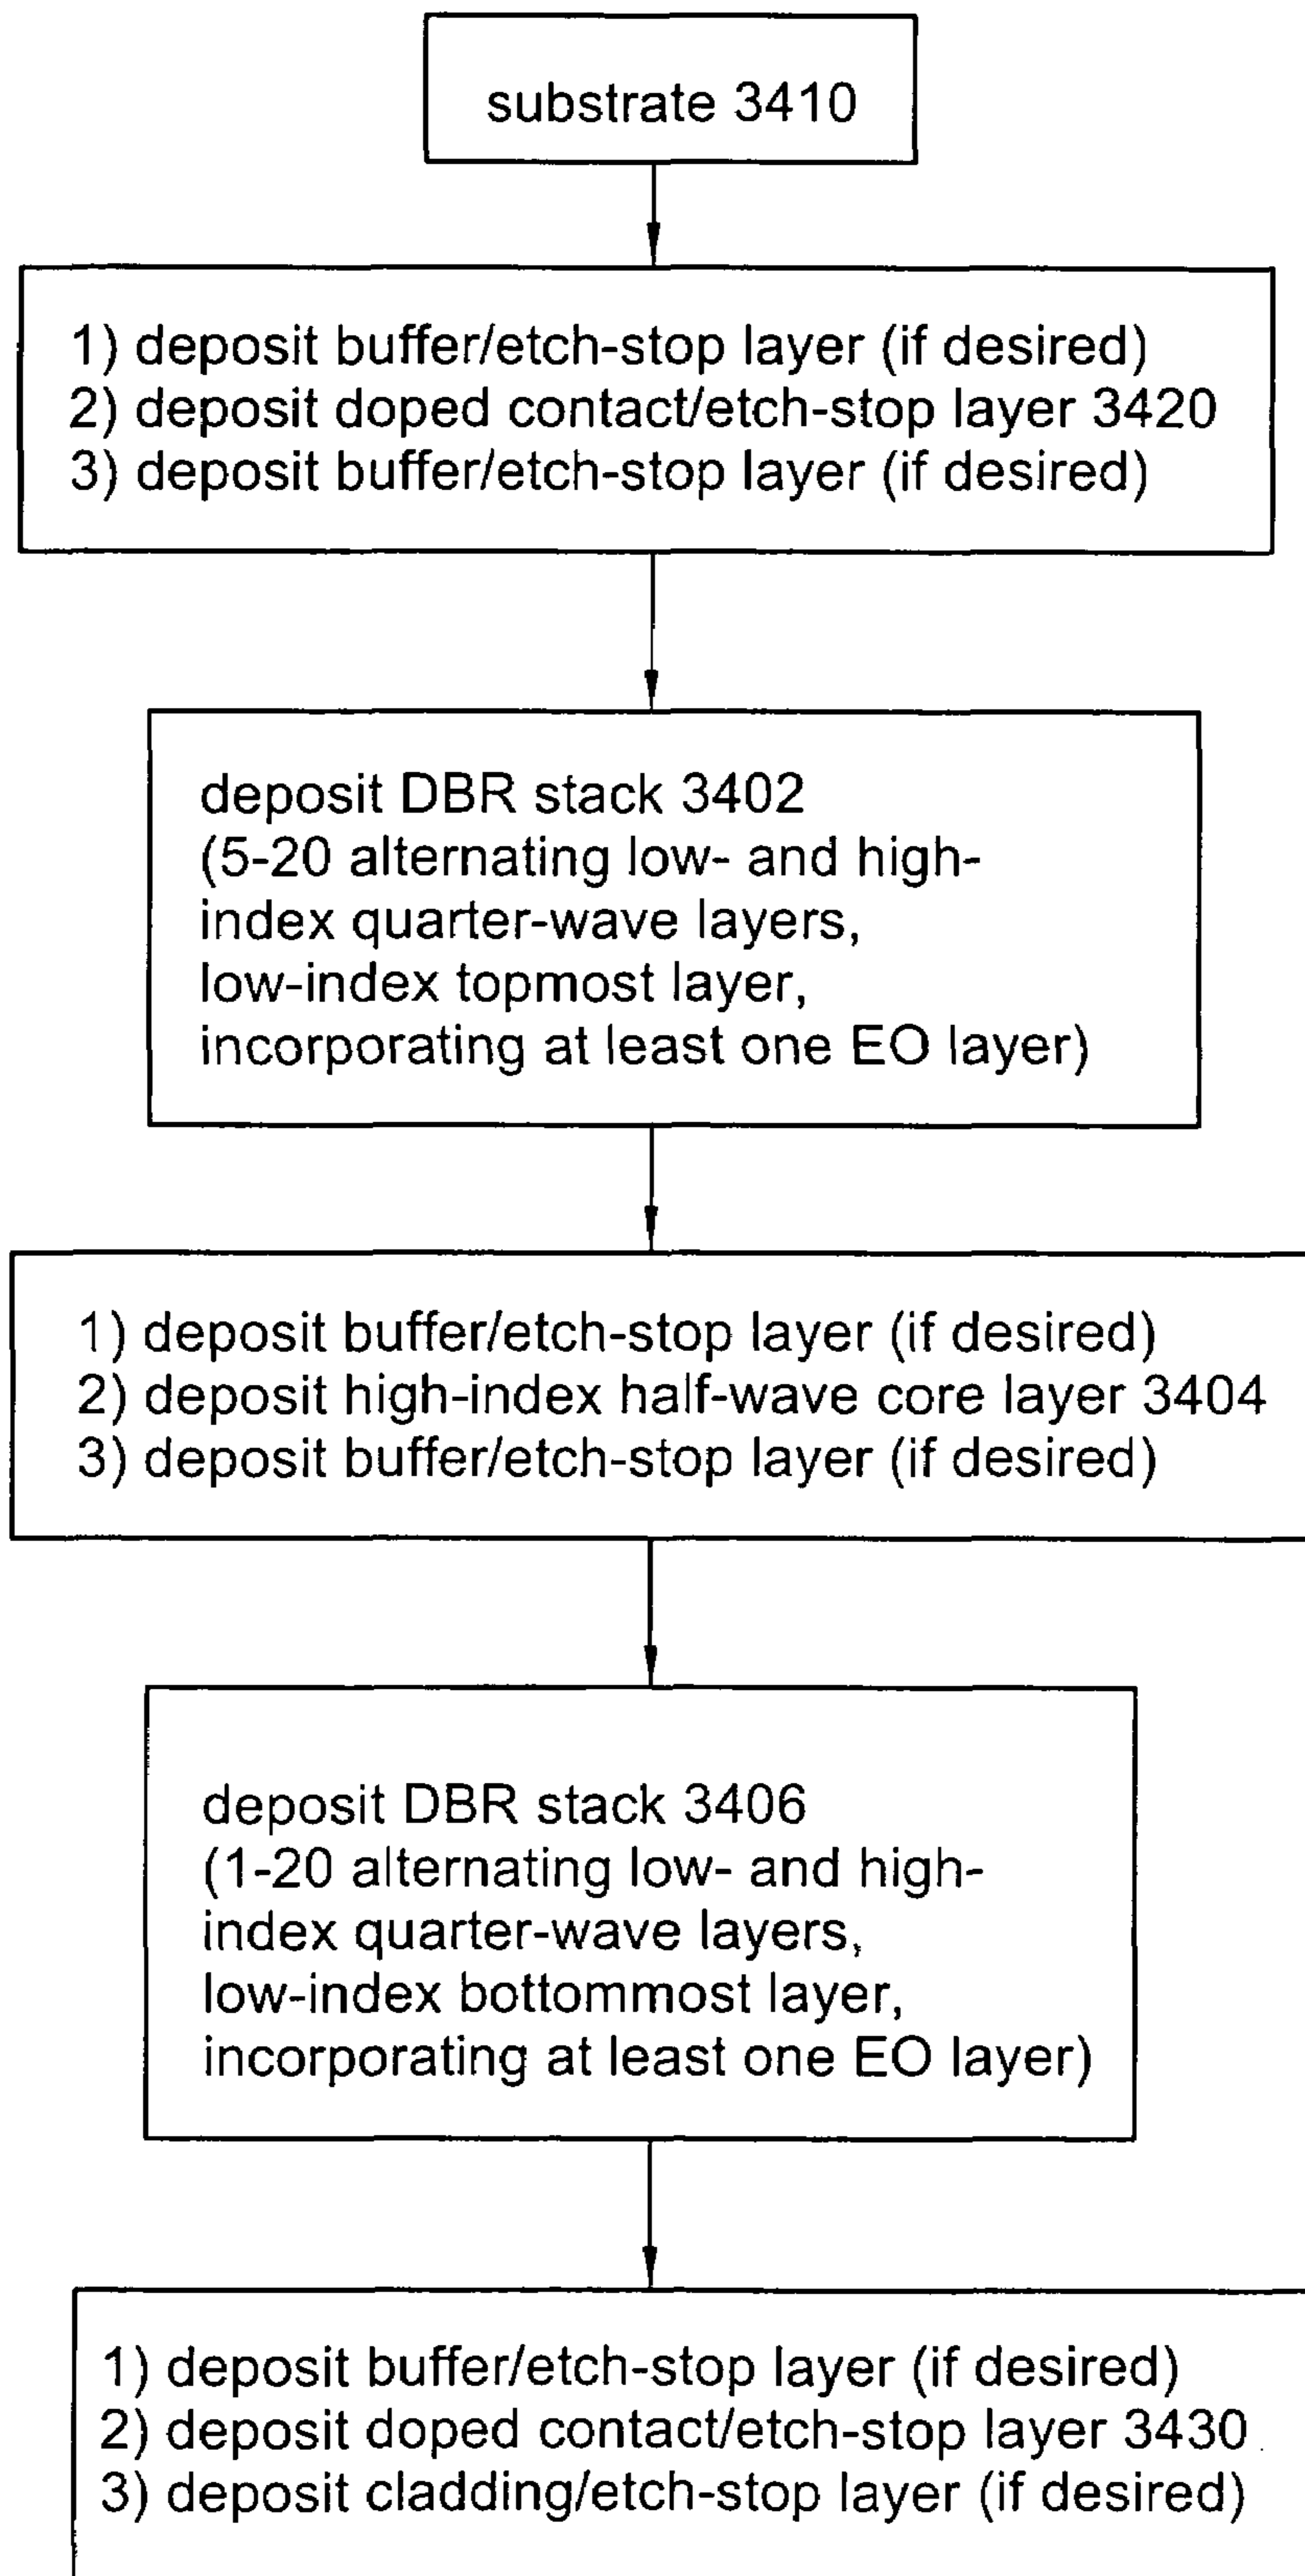 substrate 3410
1) deposit buffer/etch-stop layer (if desired)
2) deposit doped contact/etch-stop layer 3420
3) deposit buffer/etch-stop layer (if desired)
deposit DBR stack 3402
(5-20 alternating low- and high-
index quarter-wave layers,
low-index topmost layer,
incorporating at least one EO layer)
1) deposit buffer/etch-stop layer (if desired)
2) deposit high-index half-wave core layer 3404
3) deposit buffer/etch-stop layer (if desired)
deposit DBR stack 3406
(1-20 alternating low- and high-
index quarter-wave layers,
low-index bottommost layer,
incorporating at least one EO layer)
1) deposit buffer/etch-stop layer (if desired)
2) deposit doped contact/etch-stop layer 3430
3) deposit cladding/etch-stop layer (if desired)